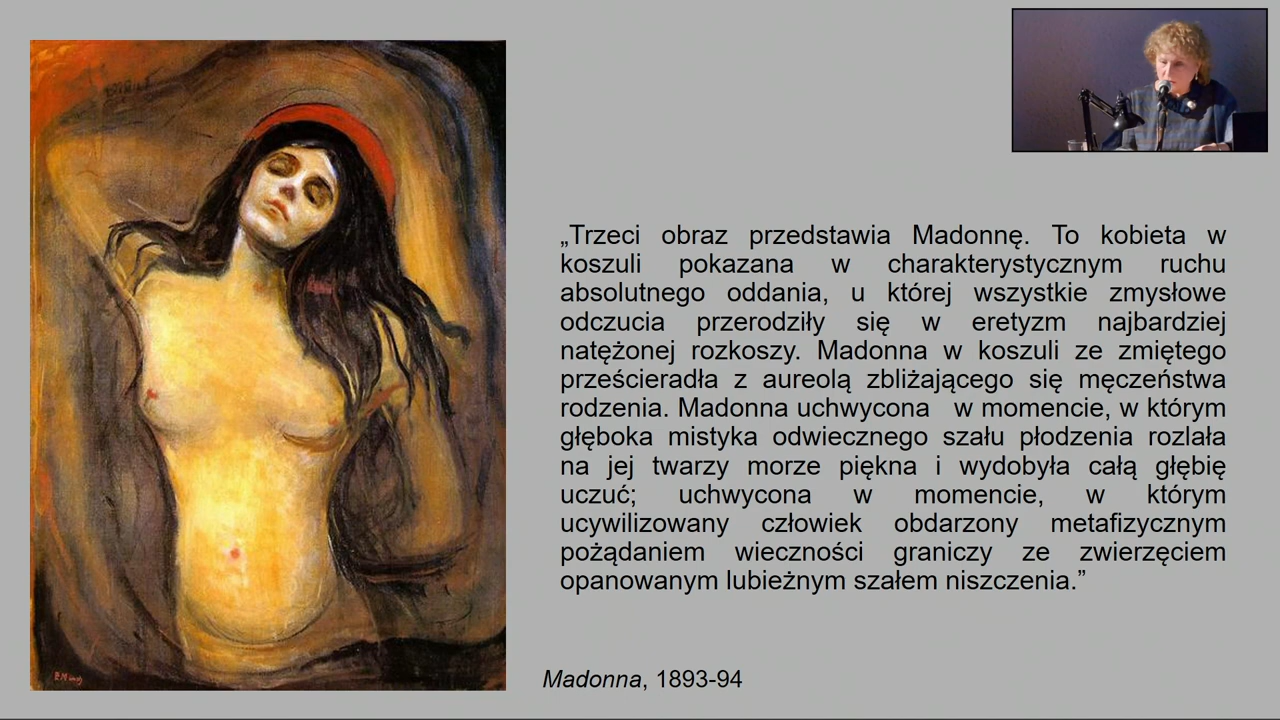 „Trzeci obraz przedstawia Madonnę. To kobieta w
koszuli pokazana w charakterystycznym ruchu
absolutnego oddania, u której wszystkie zmysłowe
odczucia przerodziły się w eretyzm najbardziej
natężonej rozkoszy. Madonna w koszuli ze zmiętego
prześcieradła z aureolą zbliżającego się męczeństwa
rodzenia. Madonna uchwycona w momencie, w którym
głęboka mistyka odwiecznego szału płodzenia rozlała
na jej twarzy morze piękna i wydobyła całą głębię
uczuć; uchwycona w momencie, w którym
ucywilizowany człowiek obdarzony metafizycznym
pożądaniem wieczności graniczy ze zwierzęciem
opanowanym lubieżnym szałem niszczenia.”
Madonna, 1893-94